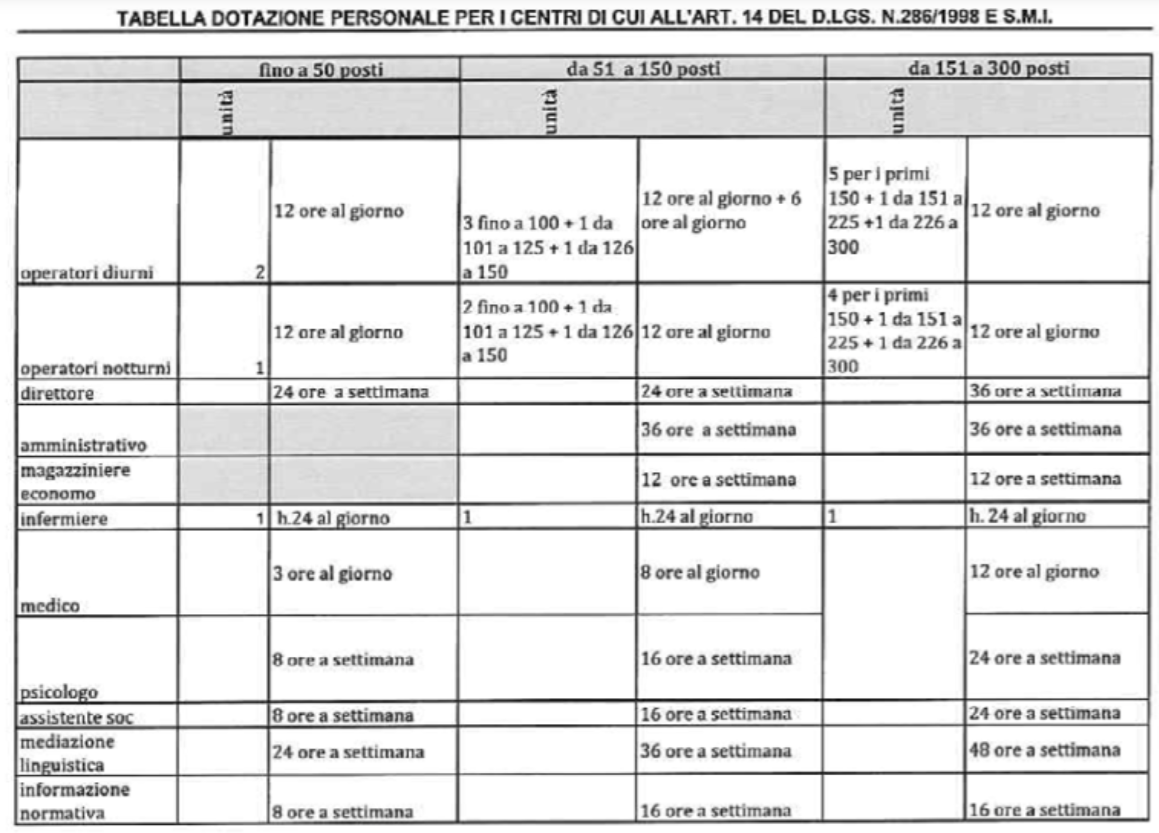 TABELLA DOTAZIONE PERSONALE PER I CENTRI DI CUI ALL'ART. 14 DEL D.LGS. N.286/1998 E S.M.I.
fino a 50 posti da 51 a 150 posti da 151 a 300 posti
unità unità unità
operatori diurni 2 12 ore al giorno
3 fino a 100 + 1 da
101 a 125 + 1 da 126
a 150
12 ore al giorno + 6
ore al giorno
5 per i primi
150 + 1 da 151 a
225 +1 da 226 a
300
12 ore al giorno
operatori notturni 1 12 ore al giorno
2 fino a 100 + 1 da
101 a 125 + 1 da 126
a 150
12 ore al giorno
4 per i primi
150 + 1 da 151 a
225 + 1 da 226 a
300
12 ore al giorno
direttore 24 ore a settimana 24 ore a settimana 36 ore a settimana
amministrativo 36 ore a settimana 36 ore a settimana
magazziniere
economo
12 ore a settimana 12 ore a settimana
infermiere 1 h.24 al giorno 1 h.24 al giorno 1 h. 24 al giorno
medico 3 ore al giorno 8 ore al giorno 12 ore al giorno
psicologo 8 ore a settimana 16 ore a settimana 24 ore a settimana
assistente soc 8 ore a settimana 16 ore a settimana 24 ore a settimana
mediazione
linguistica
24 ore a settimana 36 ore a settimana 48 ore a settimana
informazione
normativa
8 ore a settimana 16 ore a settimana 16 ore a settimana